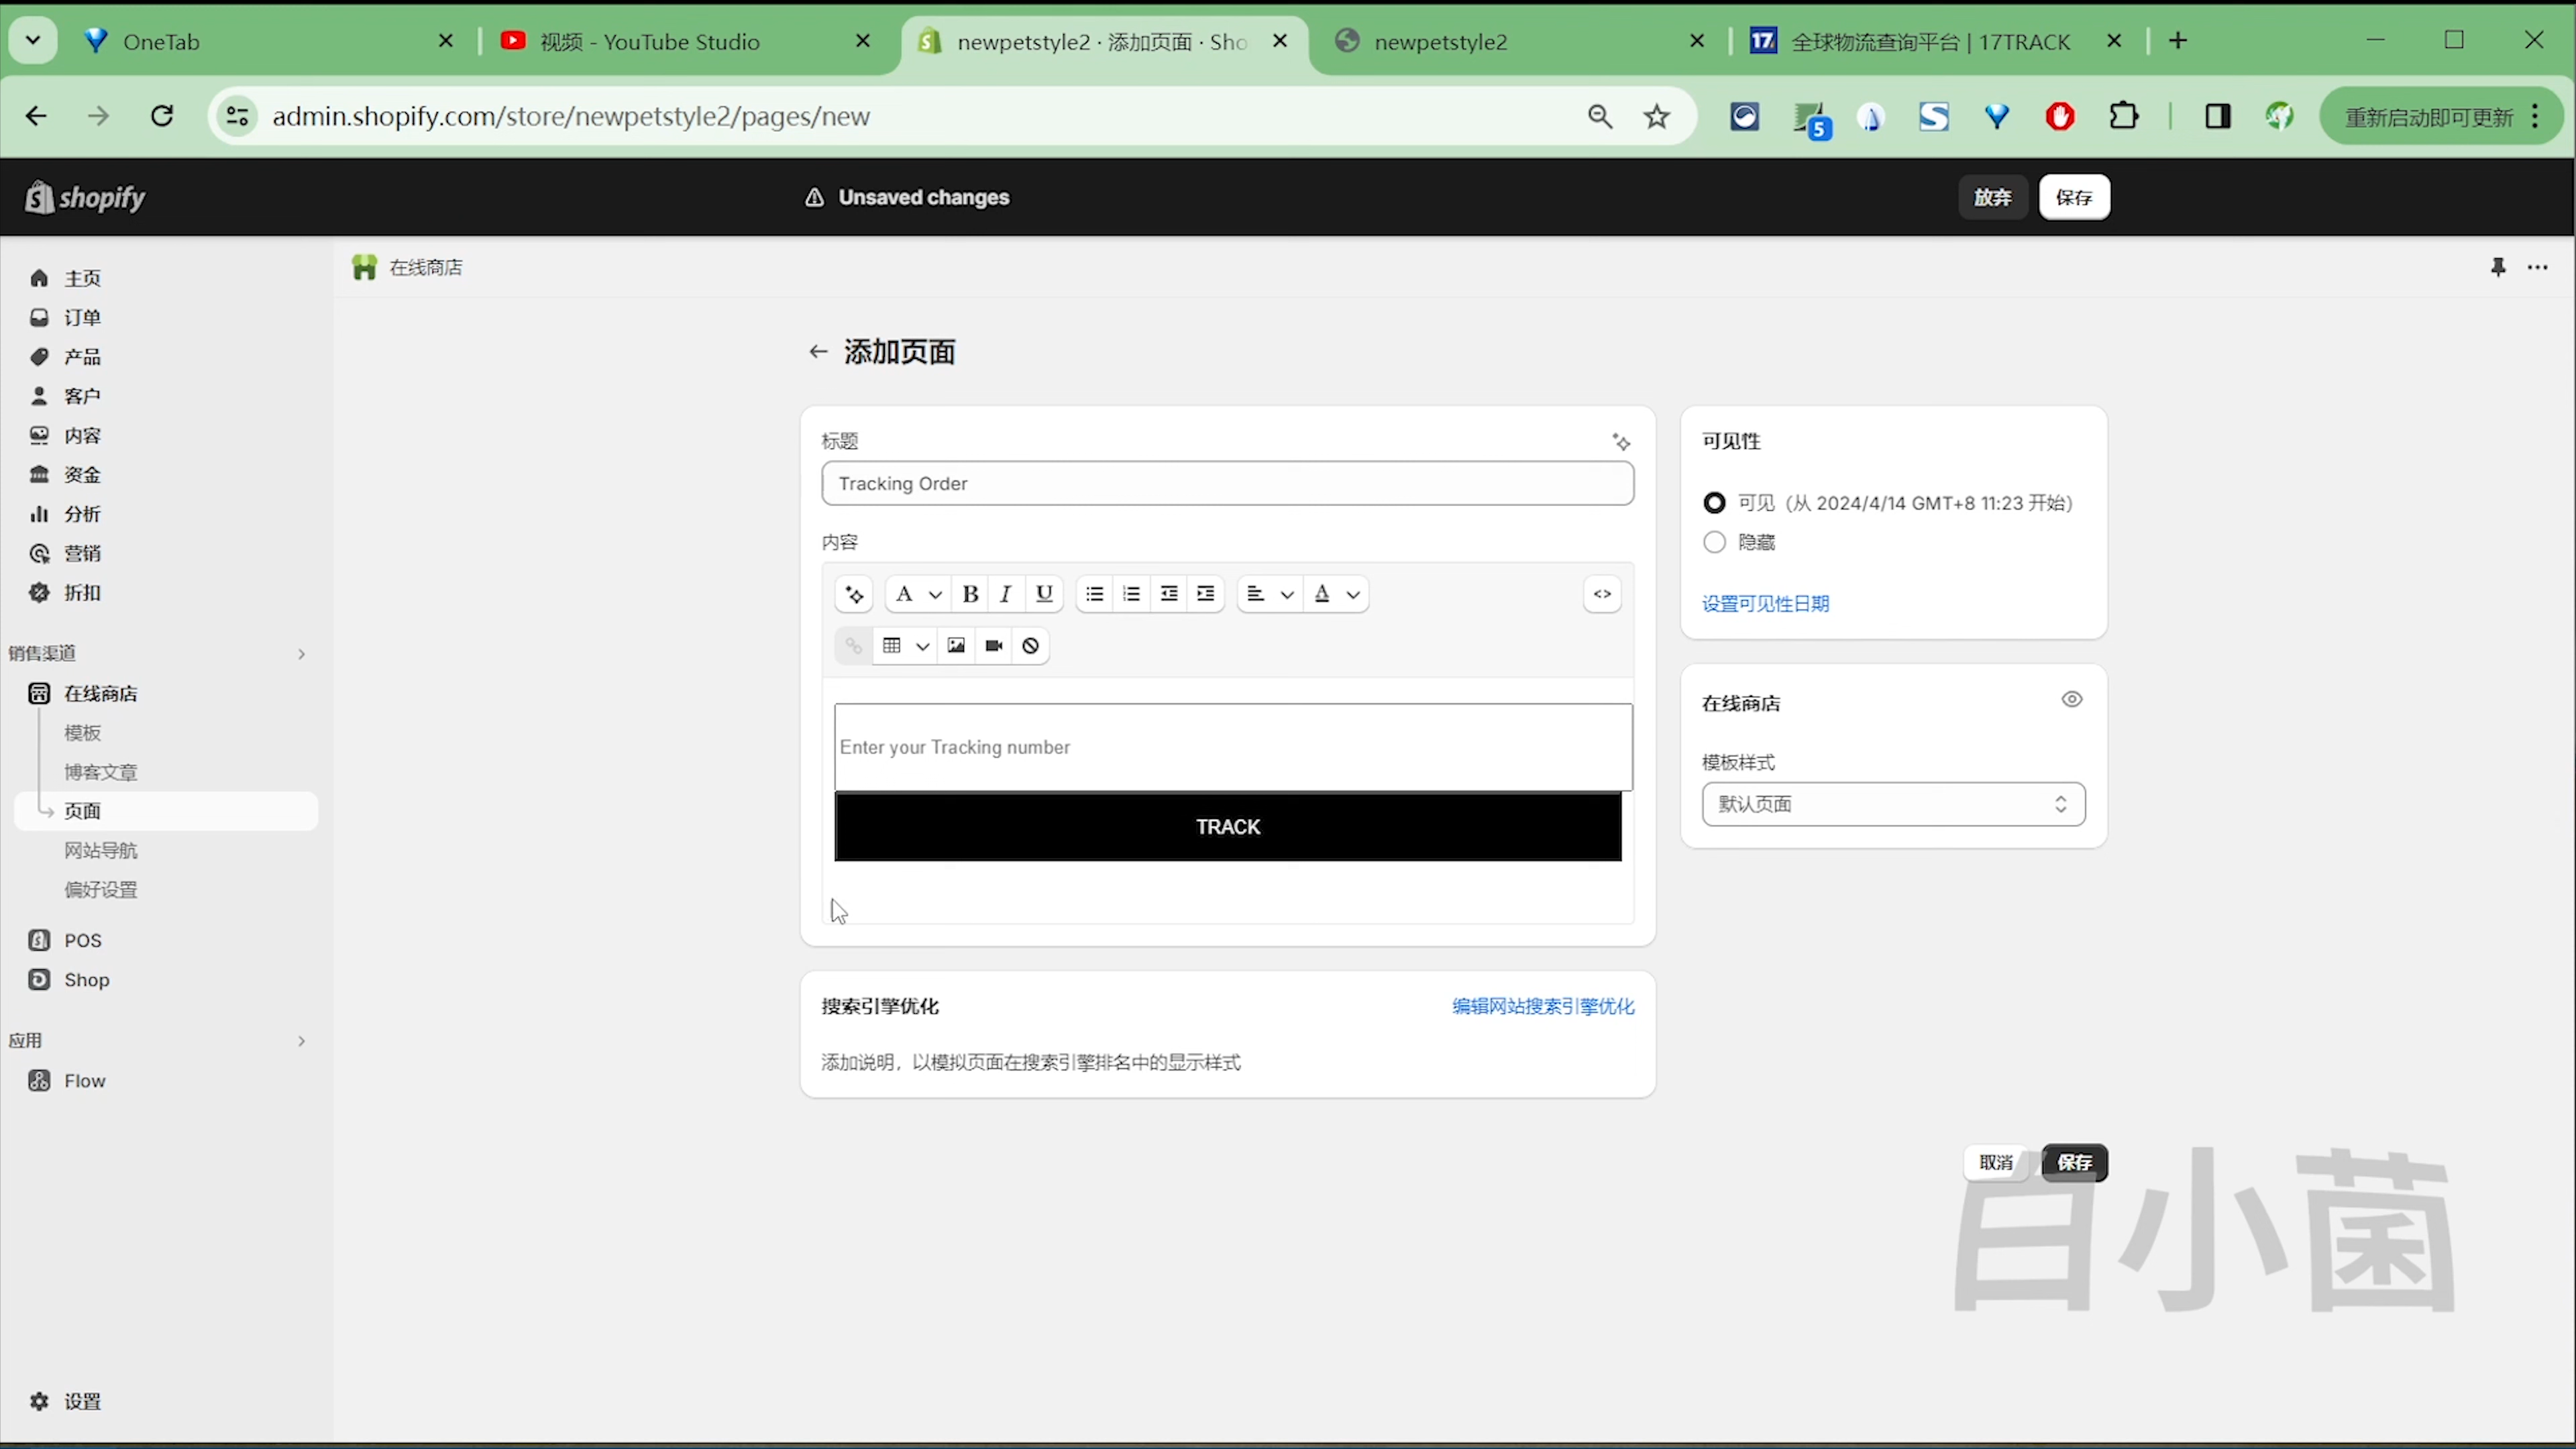 OneTab
视频 - YouTube Studio
newpetstyle2 · 添加页面 · Sho
newpetstyle2
17. 全球物流查询平台 | 17TRACK
admin.shopify.com/store/newpetstyle2/pages/new
5
重新启动即可更新
shopify
Unsaved changes
放弃
保存
主页
订单
产品
客户
内容
资金
分析
营销
折扣
销售渠道
在线商店
模板
博客文章
页面
网站导航
偏好设置
POS
Shop
应用
Flow
设置
在线商店
添加页面
标题
Tracking Order
内容
A B I U A <>
Enter your Tracking number
TRACK
搜索引擎优化
编辑网站搜索引擎优化
添加说明，以模拟页面在搜索引擎排名中的显示样式
可见性
可见（从 2024/4/14 GMT+8 11:23 开始）
隐藏
设置可见性日期
在线商店
模板样式
默认页面
取消
保存
白小菌